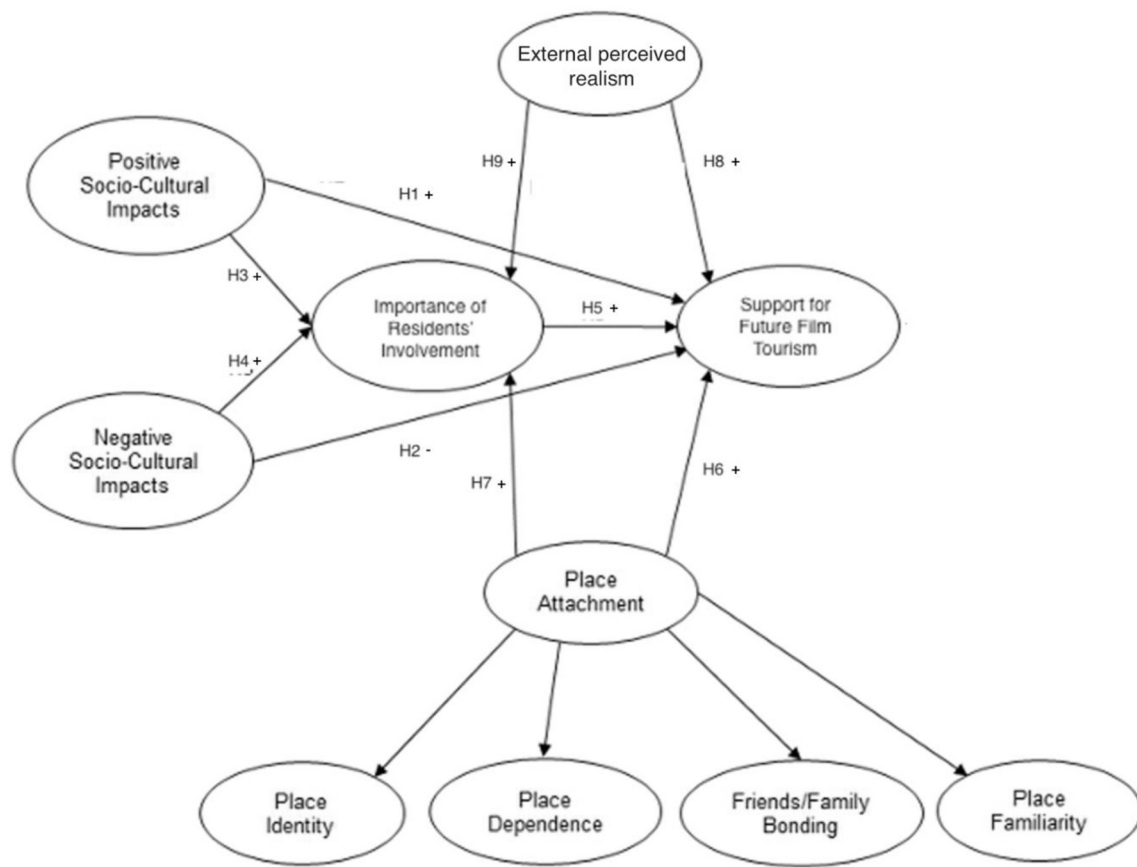 External perceived
realism
Positive
Socio-Cultural
Impacts
H9 +
H8 +
H1 +
H3 +
Importance of
Residents'
Involvement
H5 +
Support for
Future Film
Tourism
H4 +
Negative
Socio-Cultural
Impacts
H2 -
H7 +
H6 +
Place
Attachment
Place
Identity
Place
Dependence
Friends/Family
Bonding
Place
Familiarity